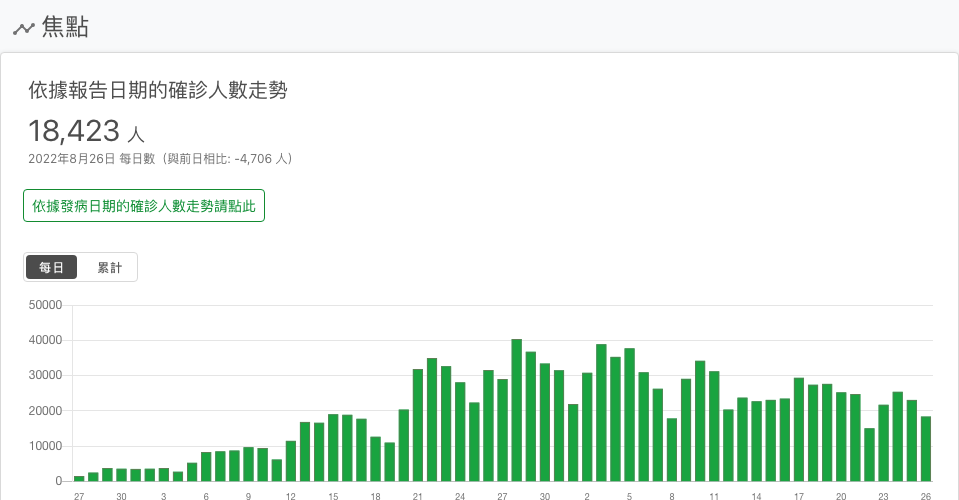 焦點
依據報告日期的確診人數走勢
18,423 人
2022年8月26日 每日數（與前日相比: -4,706 人）
依據發病日期的確診人數走勢請點此
每日 累計
50000
40000
30000
20000
10000
0
27 30 3 6 9 12 15 18 21 24 27 30 2 5 8 11 14 17 20 23 26